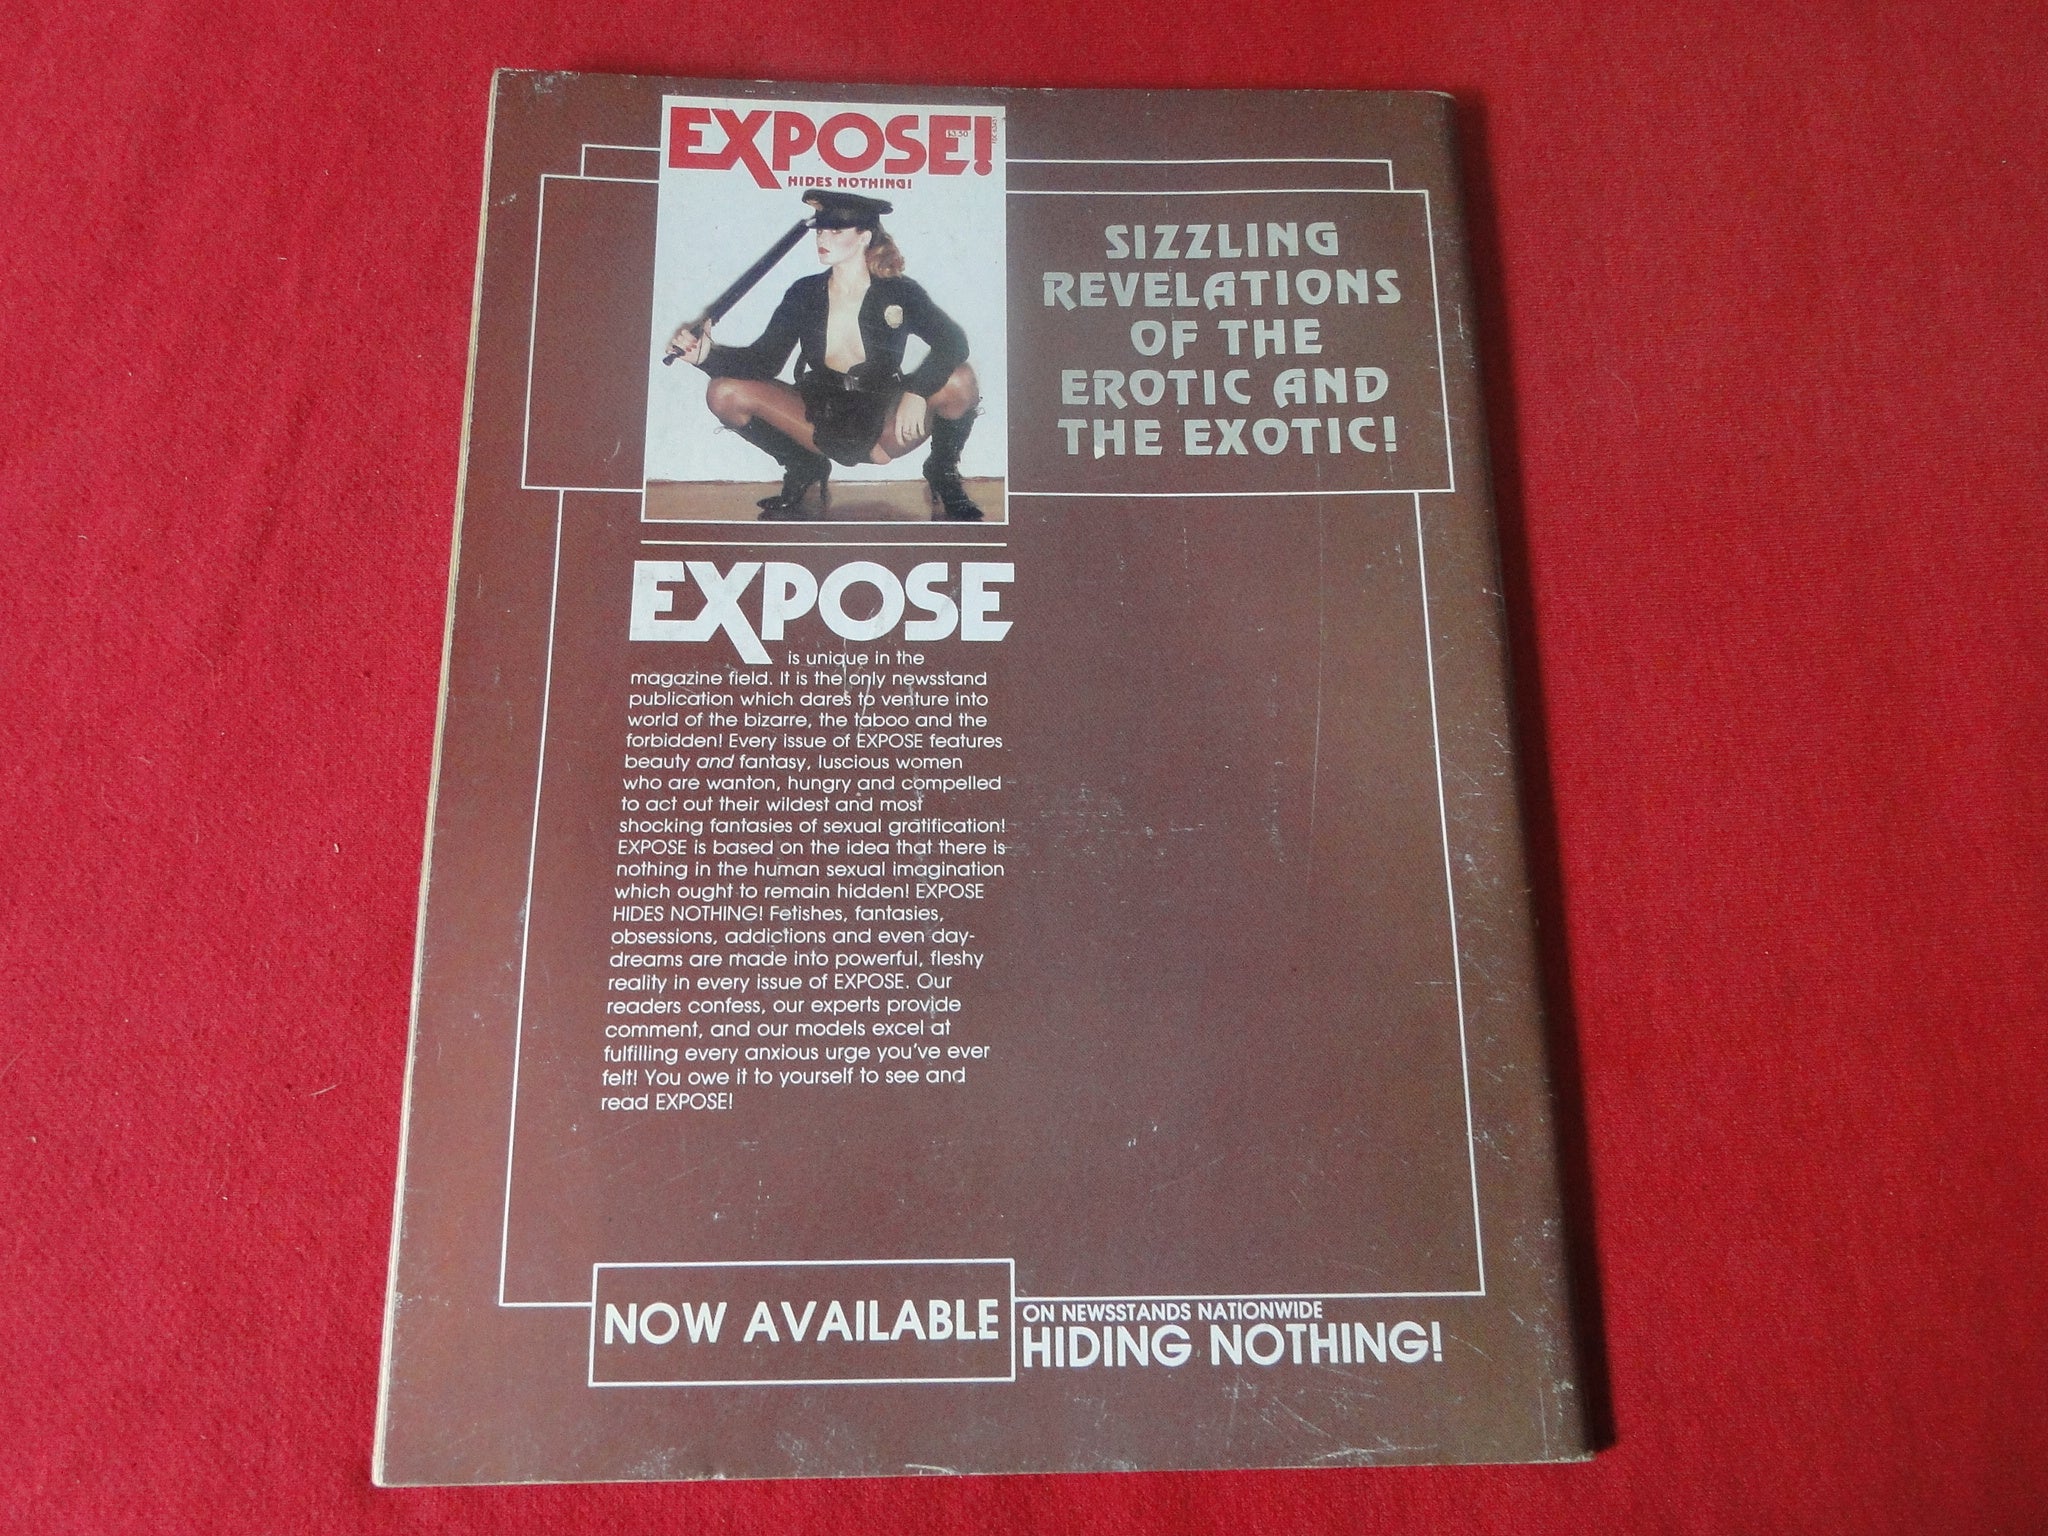 EXPOSE!
$3.50
HIDES NOTHING!
SIZZLING
REVELATIONS
OF THE
EROTIC AND
THE EXOTIC!
EXPOSE
is unique in the
magazine field. It is the only newsstand
publication which dares to venture into
world of the bizarre, the taboo and the
forbidden! Every issue of EXPOSE features
beauty and fantasy, luscious women
who are wanton, hungry and compelled
to act out their wildest and most
shocking fantasies of sexual gratification!
EXPOSE is based on the idea that there is
nothing in the human sexual imagination
which ought to remain hidden! EXPOSE
HIDES NOTHING! Fetishes, fantasies,
obsessions, addictions and even day-
dreams are made into powerful, fleshy
reality in every issue of EXPOSE. Our
readers confess, our experts provide
comment, and our models excel at
fulfilling every anxious urge you've ever
felt! You owe it to yourself to see and
read EXPOSE!
NOW AVAILABLE
ON NEWSSTANDS NATIONWIDE
HIDING NOTHING!